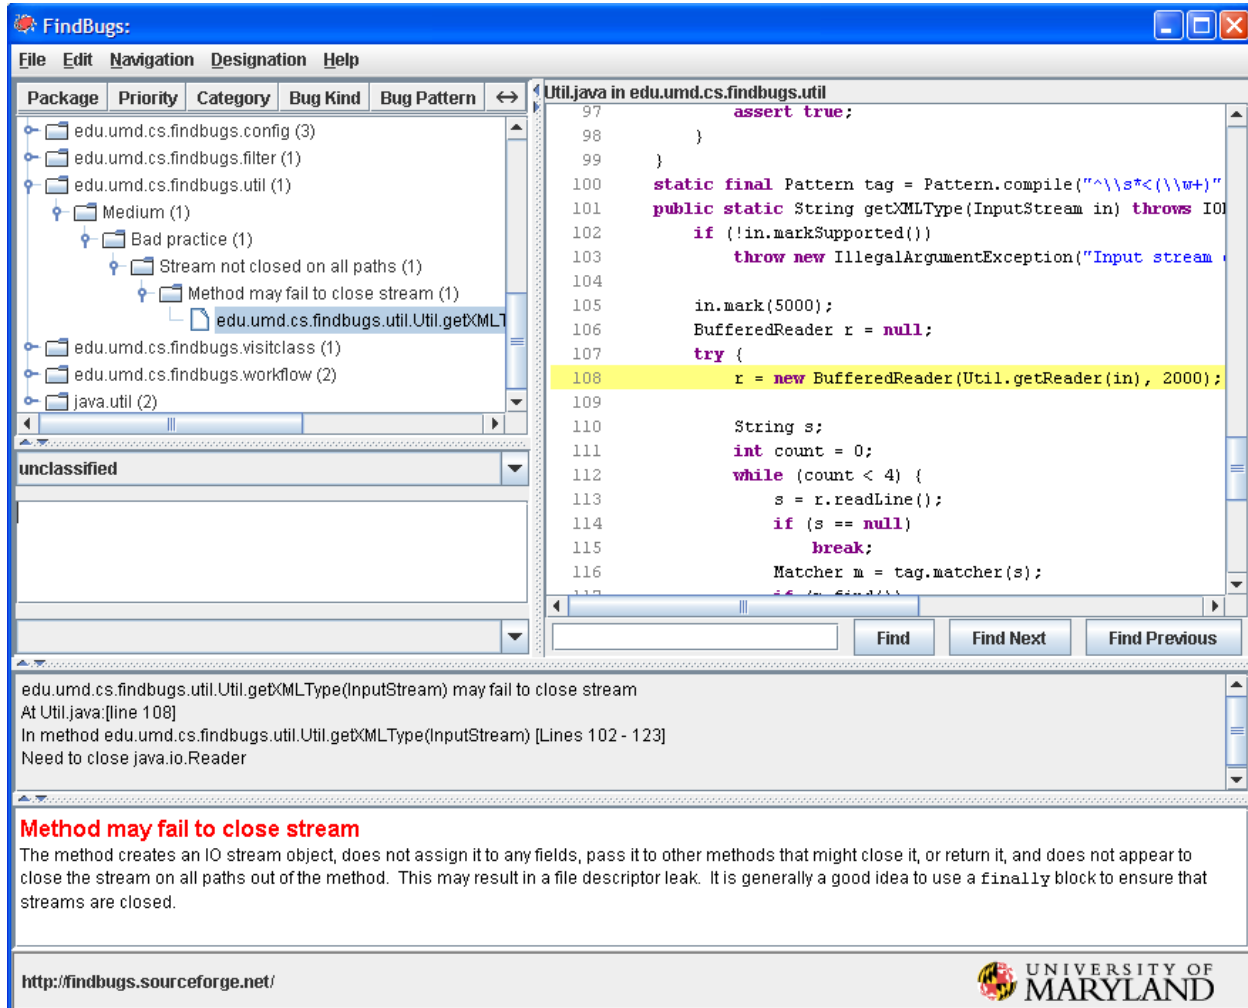 FindBugs:
File Edit Navigation Designation Help
Package Priority Category Bug Kind Bug Pattern
edu.umd.cs.findbugs.config (3)
edu.umd.cs.findbugs.filter (1)
edu.umd.cs.findbugs.util (1)
Medium (1)
Bad practice (1)
Stream not closed on all paths (1)
Method may fail to close stream (1)
edu.umd.cs.findbugs.util.Util.getXMLT
edu.umd.cs.findbugs.visitclass (1)
edu.umd.cs.findbugs.workflow (2)
java.util (2)
unclassified
Util.java in edu.umd.cs.findbugs.util
97 assert true;
98 }
99 }
100 static final Pattern tag = Pattern.compile("^\\s*<(\\w+)"
101 public static String getXMLType(InputStream in) throws IOE
102 if (!in.markSupported())
103 throw new IllegalArgumentException("Input stream
104
105 in.mark(5000);
106 BufferedReader r = null;
107 try {
108 r = new BufferedReader(Util.getReader(in), 2000);
109
110 String s;
111 int count = 0;
112 while (count < 4) {
113 s = r.readLine();
114 if (s == null)
115 break;
116 Matcher m = tag.matcher(s);
117 if (m.find())
Find Find Next Find Previous
edu.umd.cs.findbugs.util.Util.getXMLType(InputStream) may fail to close stream
At Util.java:[line 108]
In method edu.umd.cs.findbugs.util.Util.getXMLType(InputStream) [Lines 102 - 123]
Need to close java.io.Reader
Method may fail to close stream
The method creates an IO stream object, does not assign it to any fields, pass it to other methods that might close it, or return it, and does not appear to
close the stream on all paths out of the method. This may result in a file descriptor leak. It is generally a good idea to use a finally block to ensure that
streams are closed.
http://findbugs.sourceforge.net/
UNIVERSITY OF
MARYLAND